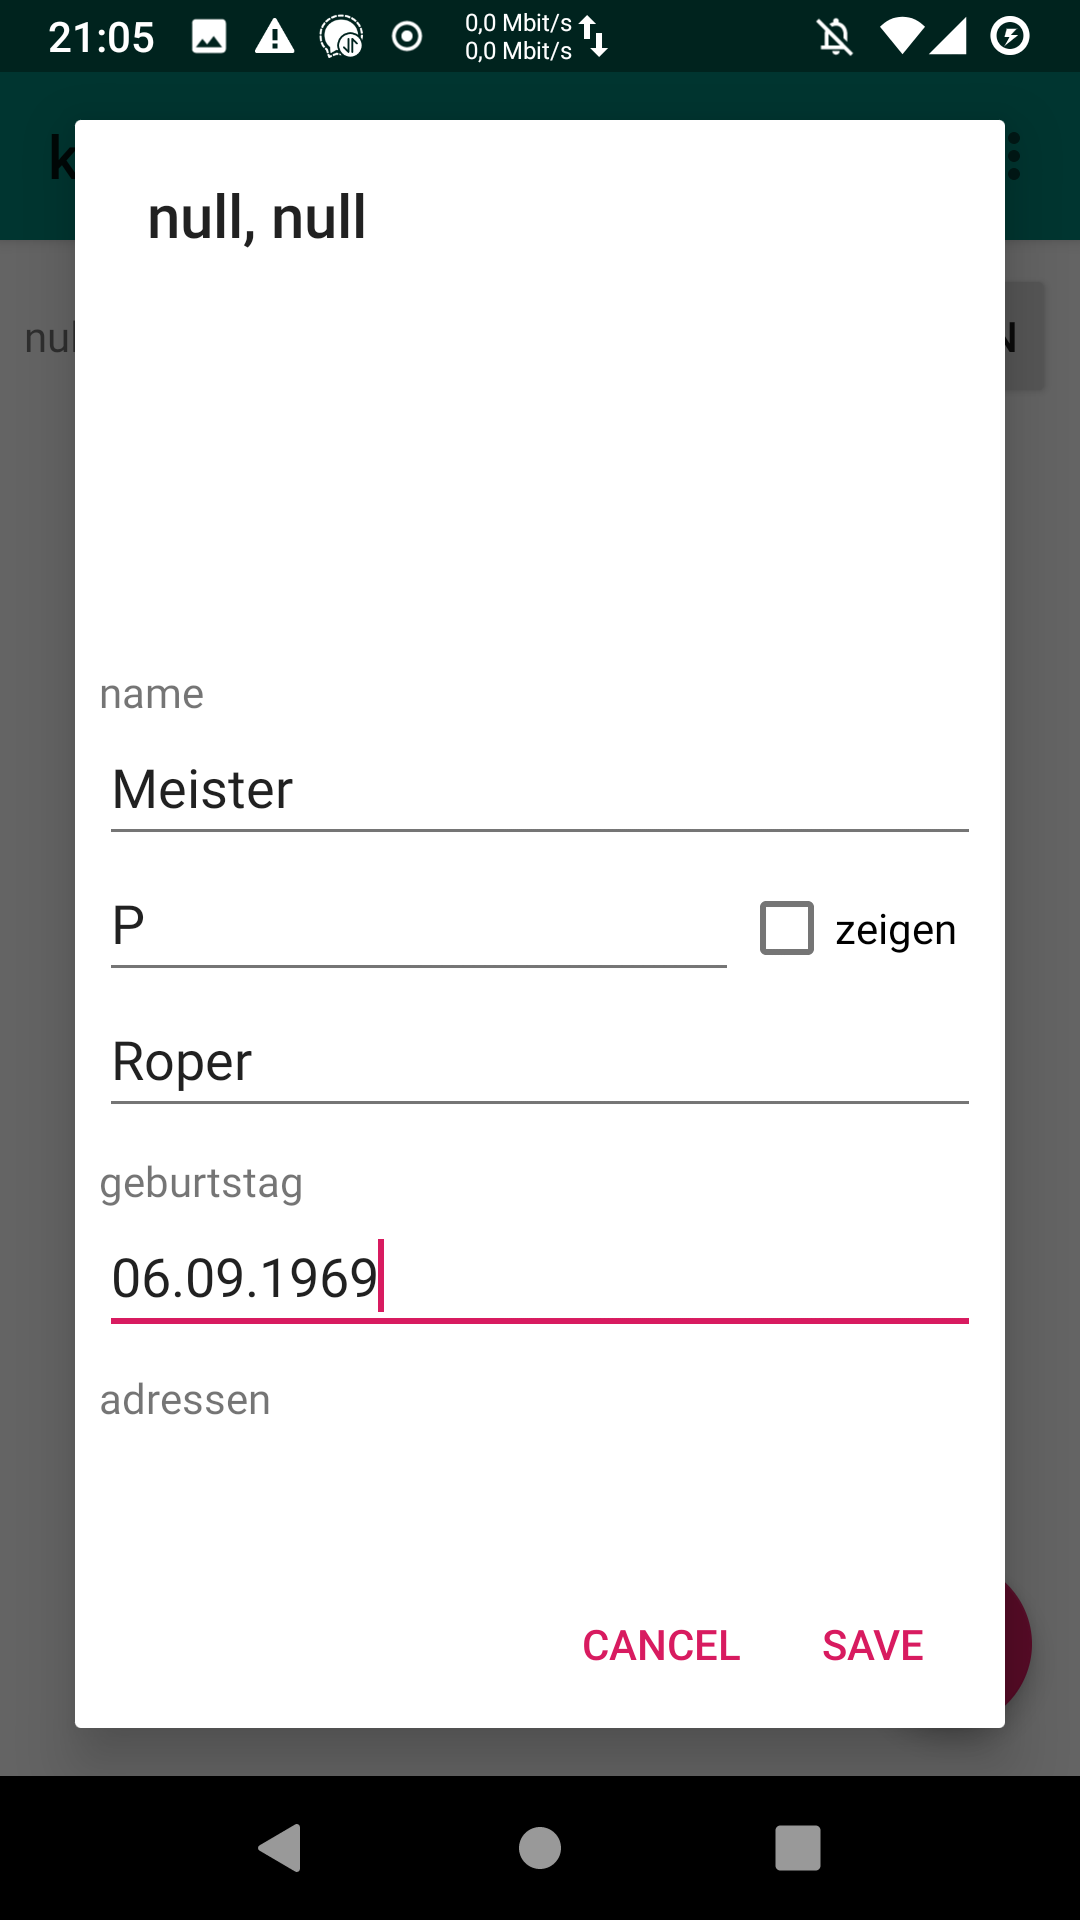 21:05
0,0 Mbit/s
0,0 Mbit/s
k
null, null
nul
N
name
Meister
P
zeigen
Roper
geburtstag
06.09.1969
adressen
CANCEL SAVE